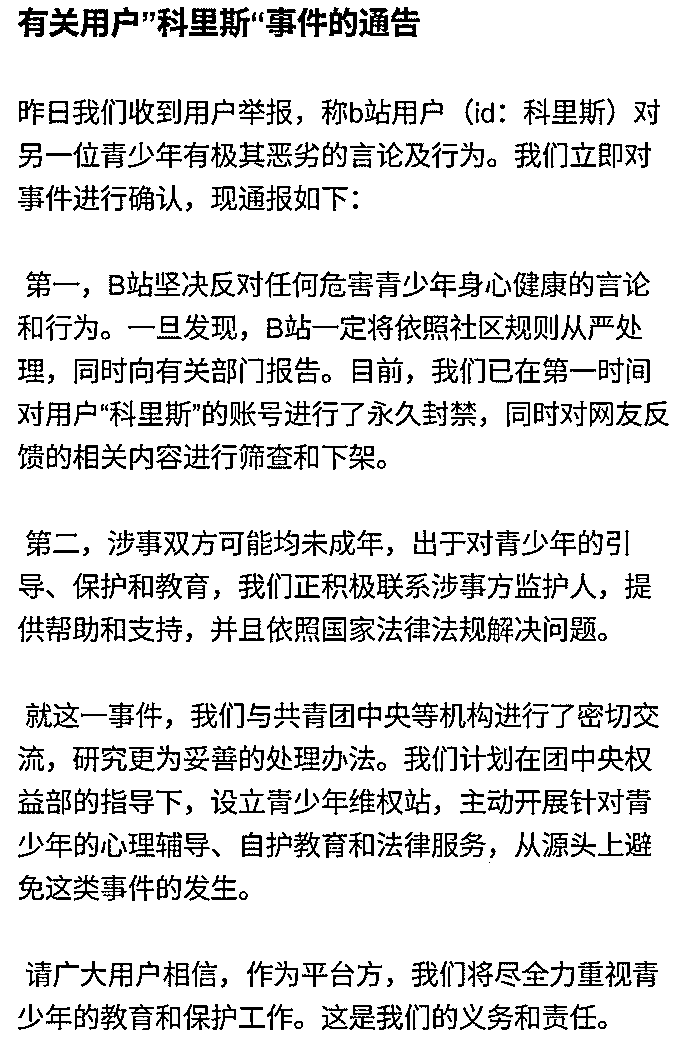 有关用户”科里斯“事件的通告
昨日我们收到用户举报，称b站用户（id：科里斯）对
另一位青少年有极其恶劣的言论及行为。我们立即对
事件进行确认，现通报如下：
第一，B站坚决反对任何危害青少年身心健康的言论
和行为。一旦发现，B站一定将依照社区规则从严处
理，同时向有关部门报告。目前，我们已在第一时间
对用户“科里斯”的账号进行了永久封禁，同时对网友反
馈的相关内容进行筛查和下架。
第二，涉事双方可能均未成年，出于对青少年的引
导、保护和教育，我们正积极联系涉事方监护人，提
供帮助和支持，并且依照国家法律法规解决问题。
就这一事件，我们与共青团中央等机构进行了密切交
流，研究更为妥善的处理办法。我们计划在团中央权
益部的指导下，设立青少年维权站，主动开展针对青
少年的心理辅导、自护教育和法律服务，从源头上避
免这类事件的发生。
请广大用户相信，作为平台方，我们将尽全力重视青
少年的教育和保护工作。这是我们的义务和责任。